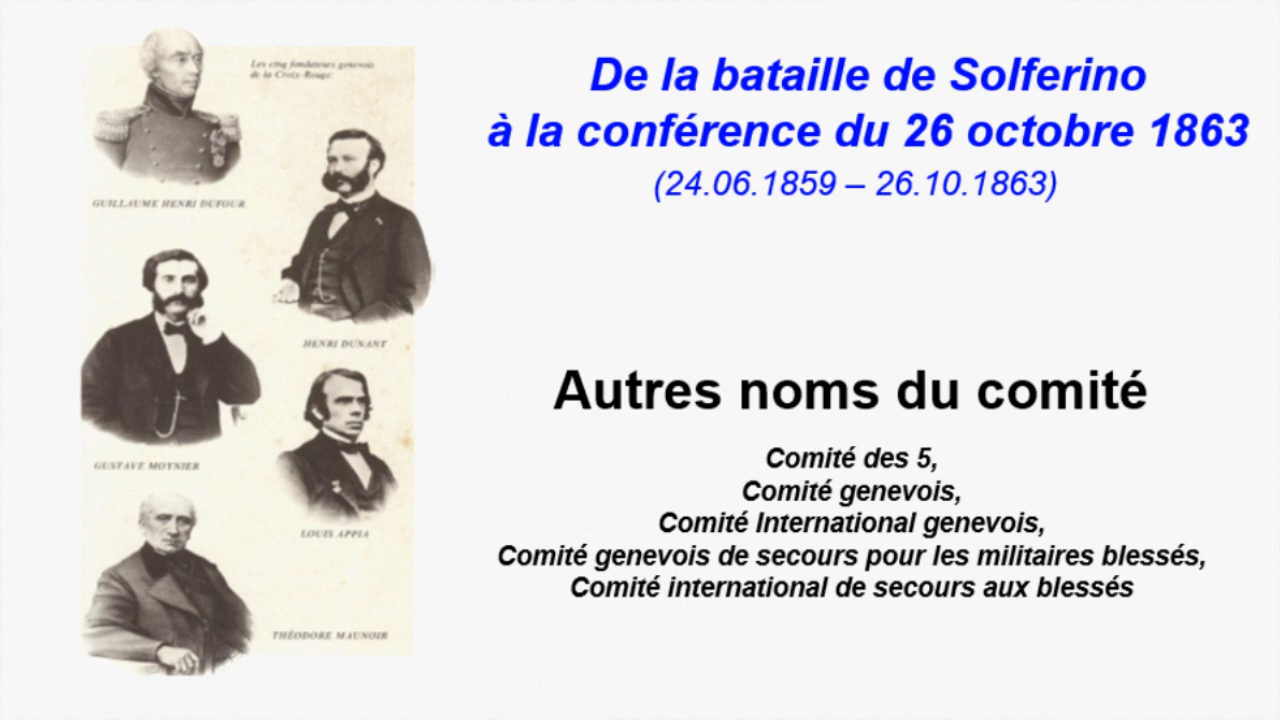 Les cinq fondateurs genevois
de la Croix-Rouge:
GUILLAUME HENRI DUFOUR
HENRI DUNANT
GUSTAVE MOYNIER
LOUIS APPIA
THÉODORE MAUNOIR
De la bataille de Solferino
à la conférence du 26 octobre 1863
(24.06.1859 – 26.10.1863)
Autres noms du comité
Comité des 5,
Comité genevois,
Comité International genevois,
Comité genevois de secours pour les militaires blessés,
Comité international de secours aux blessés